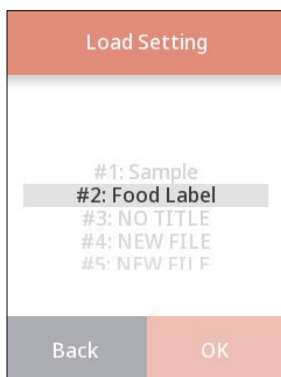 Load Setting
#1: Sample
#2: Food Label
#3: NO TITLE
#4: NEW FILE
#5: NEW FILE
Back
OK